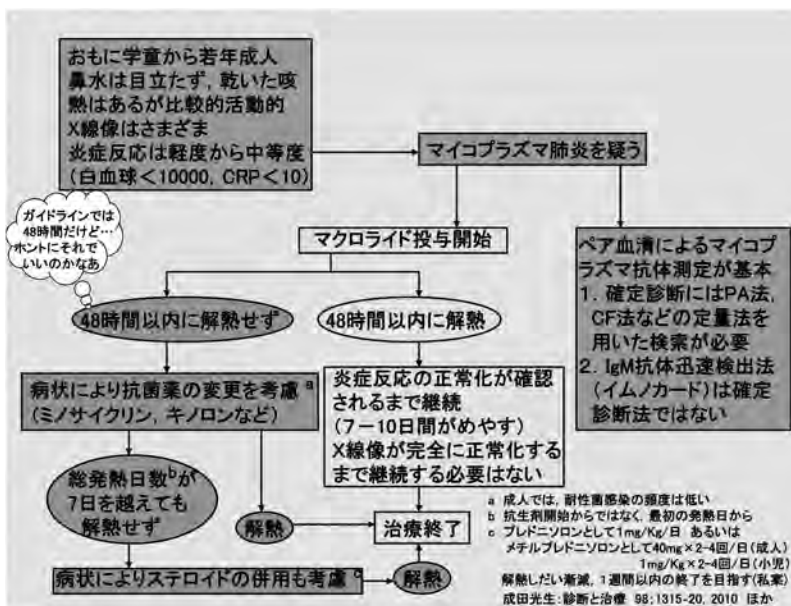 おもに学童から若年成人
鼻水は目立たず, 乾いた咳
熱はあるが比較的活動的
X線像はさまざま
炎症反応は軽度から中等度
(白血球<10000, CRP<10)
マイコプラズマ肺炎を疑う
ガイドラインでは
48時間だけど…
ホントにそれで
いいのかなあ
マクロライド投与開始
ペア血清によるマイコ
プラズマ抗体測定が基本
1. 確定診断にはPA法,
CF法などの定量法を
用いた検索が必要
2. IgM抗体迅速検出法
(イムノカード)は確定
診断法ではない
48時間以内に解熱せず
48時間以内に解熱
病状により抗菌薬の変更を考慮 a
(ミノサイクリン, キノロンなど)
炎症反応の正常化が確認
されるまで継続
(7-10日間がめやす)
X線像が完全に正常化する
まで継続する必要はない
総発熱日数bが
7日を越えても
解熱せず
解熱
治療終了
病状によりステロイドの併用も考慮 c
解熱
a 成人では, 耐性菌感染の頻度は低い
b 抗生剤開始からではなく, 最初の発熱日から
c プレドニゾロンとして1mg/Kg/日 あるいは
メチルプレドニゾロンとして40mg×2-4回/日(成人)
1mg/Kg×2-4回/日(小児)
解熱しだい漸減, 1週間以内の終了を目指す(私案)
成田光生:診断と治療 98:1315-20, 2010 ほか